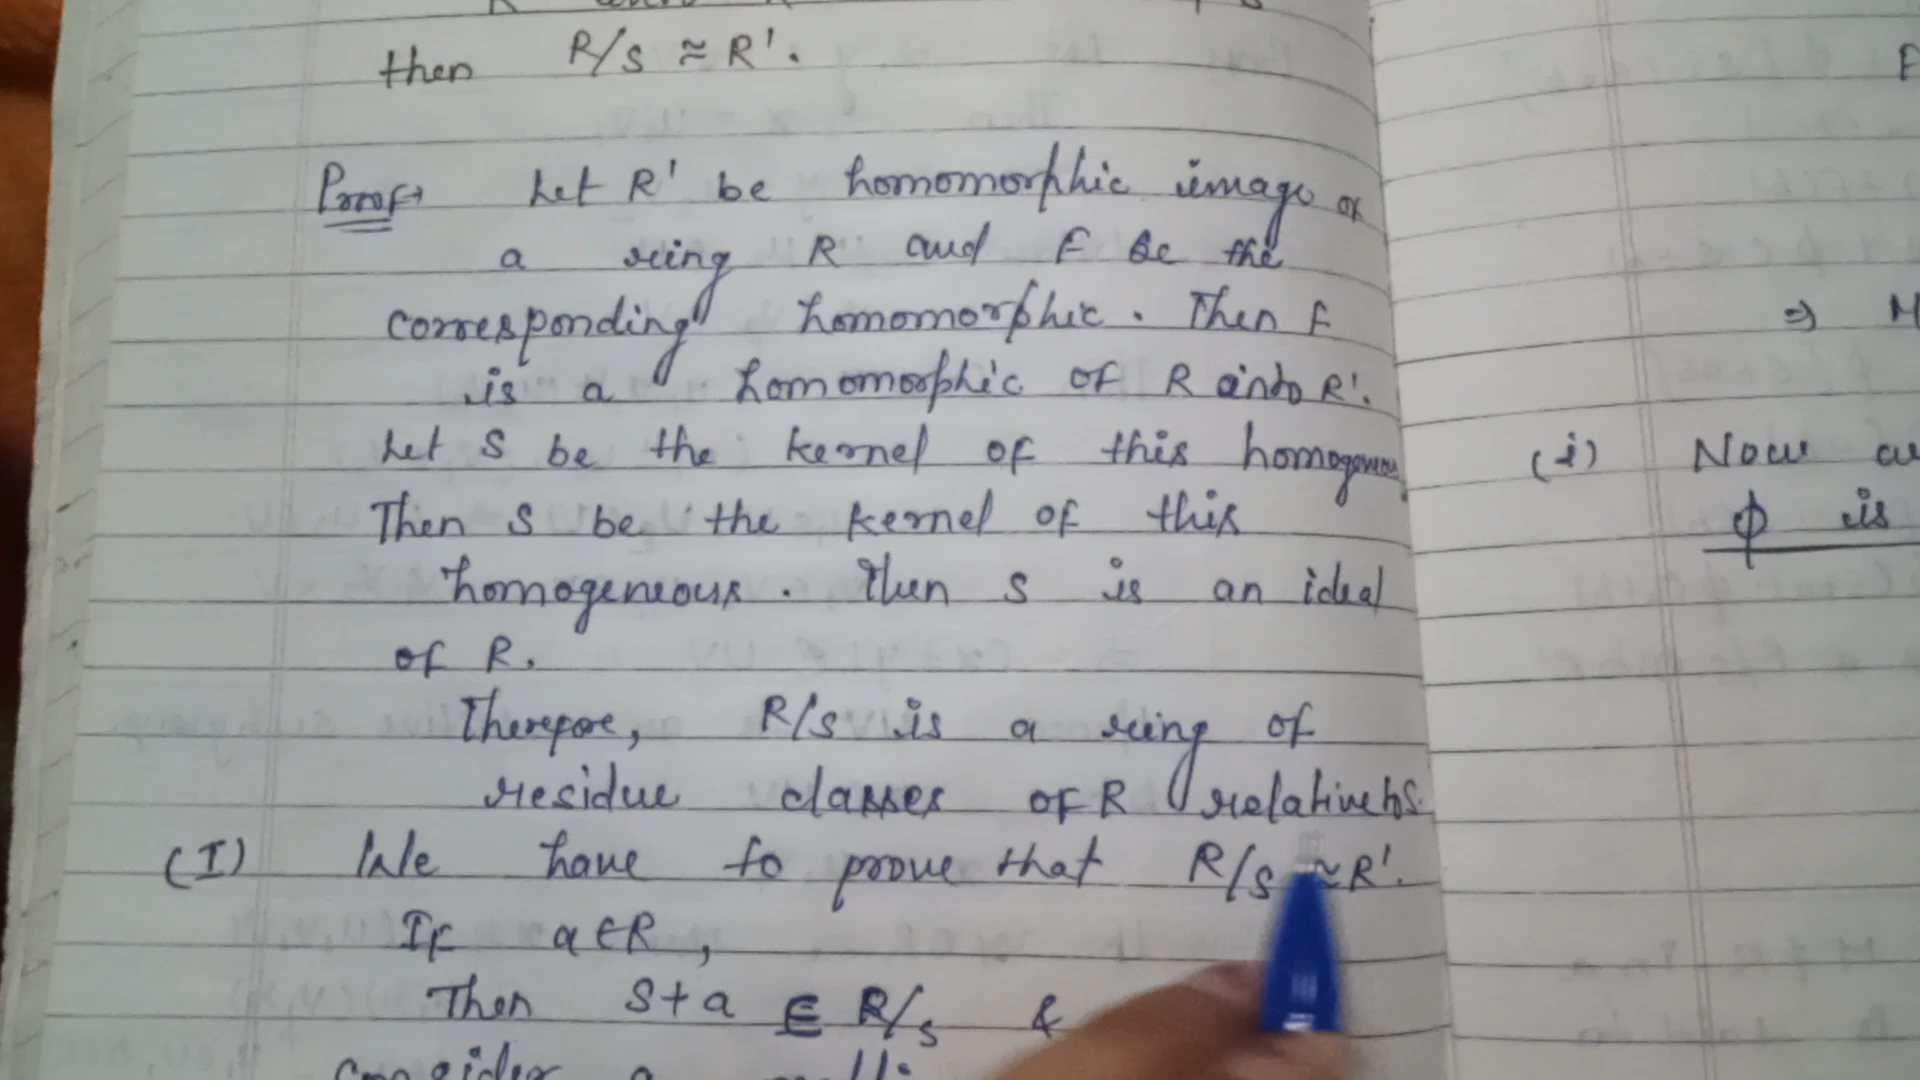 then R/S ≈ R'.
Proof→ Let R' be homomorphic image of
a ring R and f be the
corresponding homomorphic. Then f
is a homomorphic of R into R'.
Let S be the kernel of this homogeneous
Then S be the kernel of this
homogeneous. Then S is an ideal
of R.
Therefore, R/S is a ring of
residue classes of R relative to S.
(I) We have to prove that R/S ≈ R'.
If a ∈ R,
Then S+a ∈ R/S &
consider a
(i) Now
ϕ is